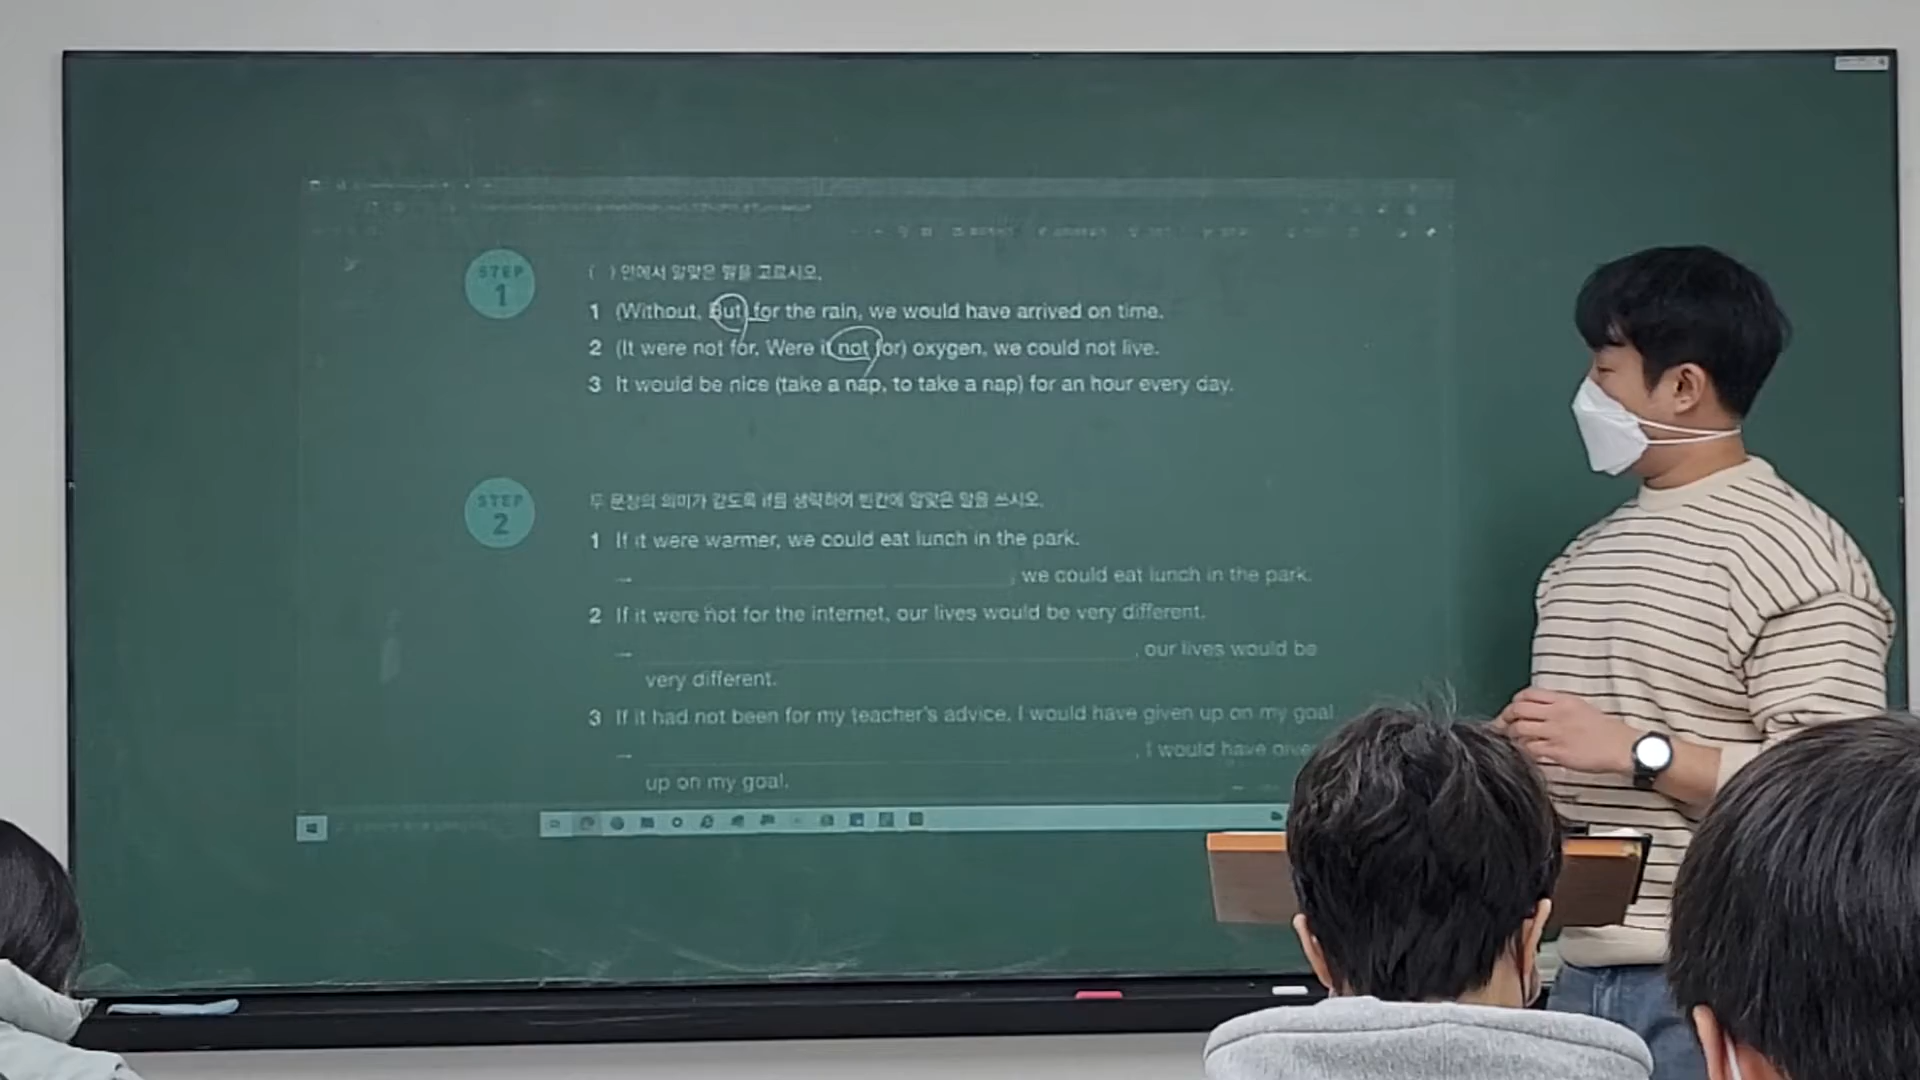 STEP
1
( ) 안에서 알맞은 말을 고르시오.
1 (Without, But) for the rain, we would have arrived on time.
2 (It were not for, Were it not for) oxygen, we could not live.
3 It would be nice (take a nap, to take a nap) for an hour every day.
STEP
2
두 문장의 의미가 같도록 if를 생략하여 빈칸에 알맞은 말을 쓰시오.
1 If it were warmer, we could eat lunch in the park.
→ , we could eat lunch in the park.
2 If it were not for the internet, our lives would be very different.
→ , our lives would be
very different.
3 If it had not been for my teacher's advice, I would have given up on my goal
→ , I would have given
up on my goal.